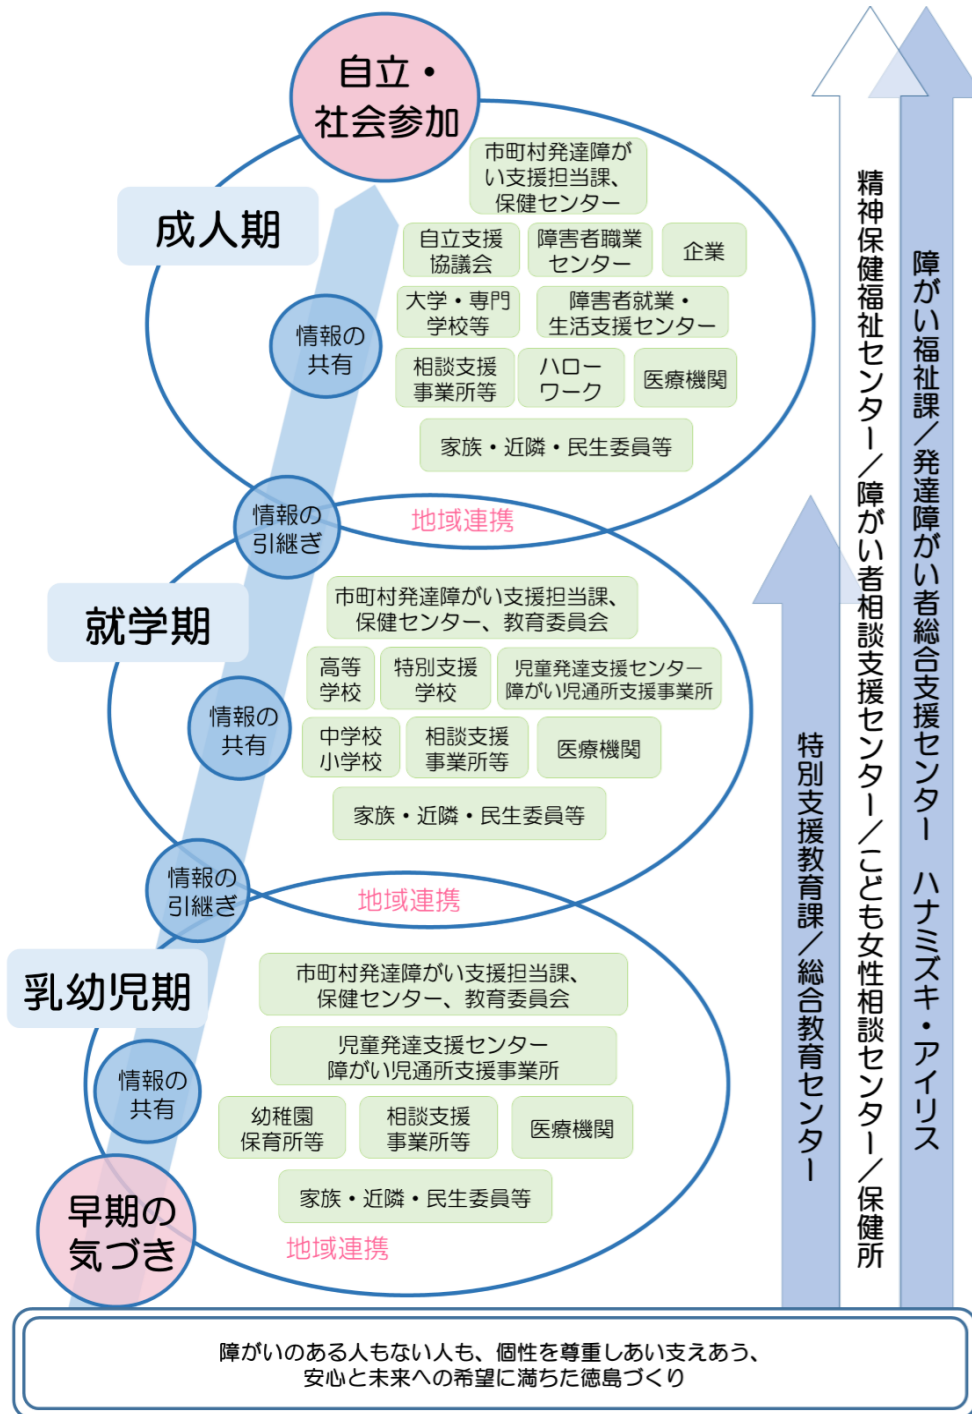 自立・
社会参加
成人期
市町村発達障が
い支援担当課、
保健センター
自立支援
協議会
障害者職業
センター
企業
大学・専門
学校等
障害者就業・
生活支援センター
情報の
共有
相談支援
事業所等
ハロー
ワーク
医療機関
家族・近隣・民生委員等
情報の
引継ぎ
地域連携
就学期
市町村発達障がい支援担当課、
保健センター、教育委員会
高等
学校
特別支援
学校
児童発達支援センター
障がい児通所支援事業所
情報の
共有
中学校
小学校
相談支援
事業所等
医療機関
家族・近隣・民生委員等
情報の
引継ぎ
地域連携
乳幼児期
市町村発達障がい支援担当課、
保健センター、教育委員会
児童発達支援センター
障がい児通所支援事業所
情報の
共有
幼稚園
保育所等
相談支援
事業所等
医療機関
家族・近隣・民生委員等
早期の
気づき
地域連携
特別支援教育課/総合教育センター
精神保健福祉センター/障がい者相談支援センター/こども女性相談センター/保健所
障がい福祉課/発達障がい者総合支援センター ハナミズキ・アイリス
障がいのある人もない人も、個性を尊重しあい支えあう、
安心と未来への希望に満ちた徳島づくり